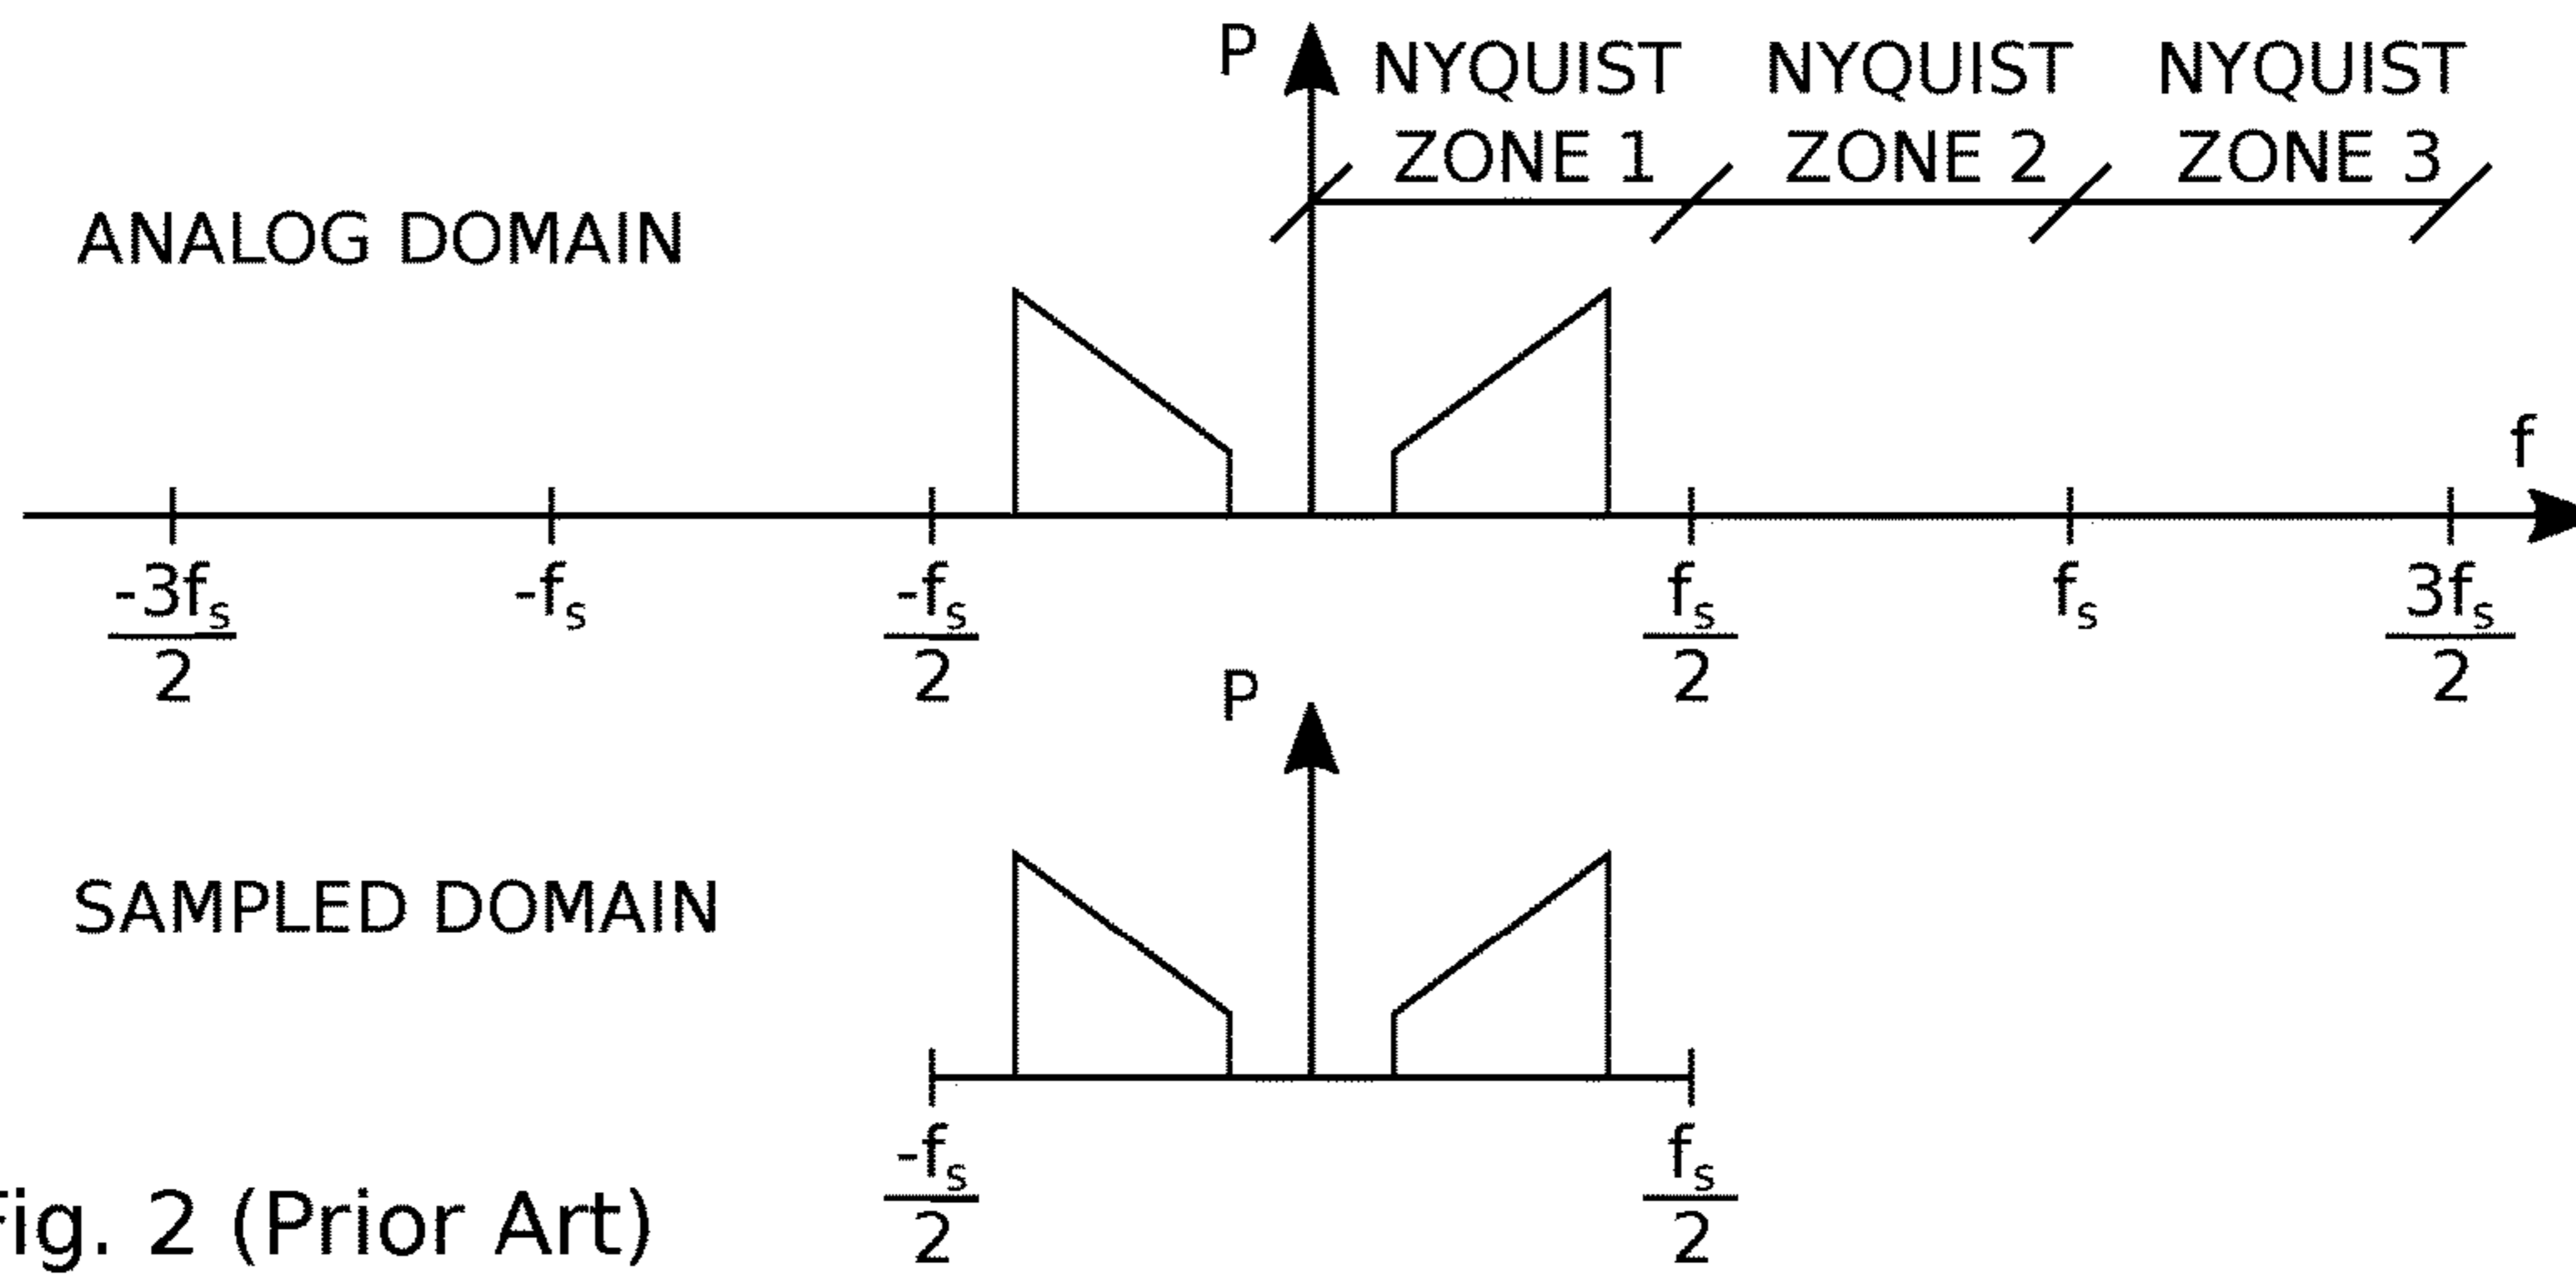 P
NYQUIST ZONE 1
NYQUIST ZONE 2
NYQUIST ZONE 3
ANALOG DOMAIN
f
-3fs/2
-fs
-fs/2
fs/2
fs
3fs/2
P
SAMPLED DOMAIN
-fs/2
fs/2
Fig. 2 (Prior Art)